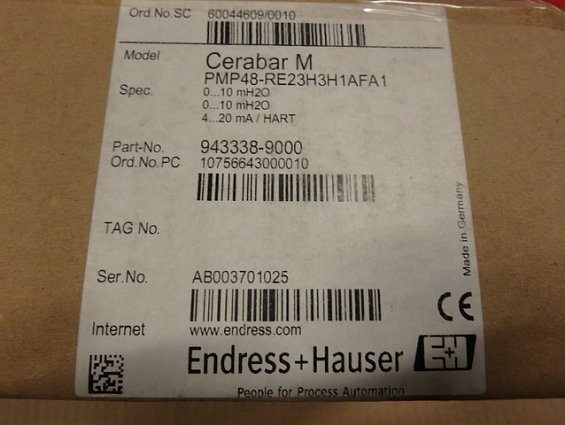 Ord.No SC 60044609/0010
Model Cerabar M
PMP48-RE23H3H1AFA1
Spec. 0...10 mH2O
0...10 mH2O
4...20 mA / HART
Part-No. 943338-9000
Ord.No.PC 10756643000010
TAG No.
Made in Germany
Ser.No. AB003701025
CE
Internet www.endress.com
Endress+Hauser E+H
People for Process Automation